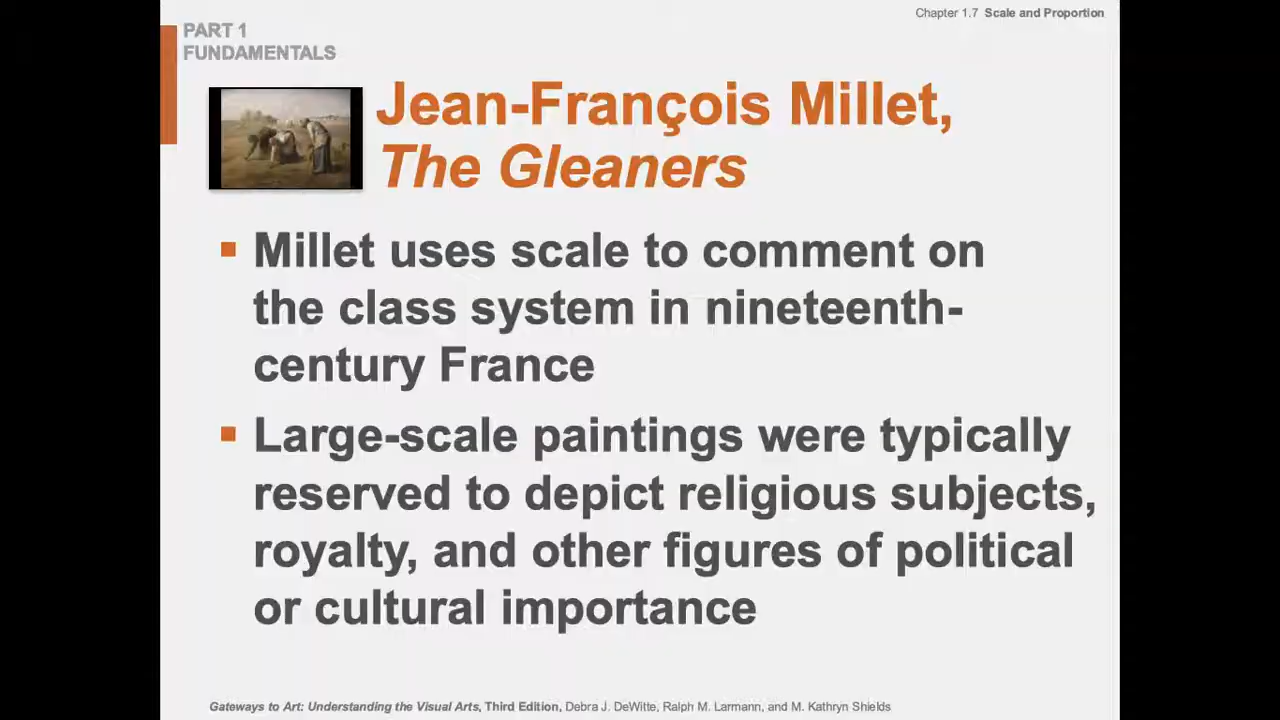 Chapter 1.7 Scale and Proportion
PART 1
FUNDAMENTALS
Jean-François Millet,
The Gleaners
▪ Millet uses scale to comment on
the class system in nineteenth-
century France
▪ Large-scale paintings were typically
reserved to depict religious subjects,
royalty, and other figures of political
or cultural importance
Gateways to Art: Understanding the Visual Arts, Third Edition, Debra J. DeWitte, Ralph M. Larmann, and M. Kathryn Shields